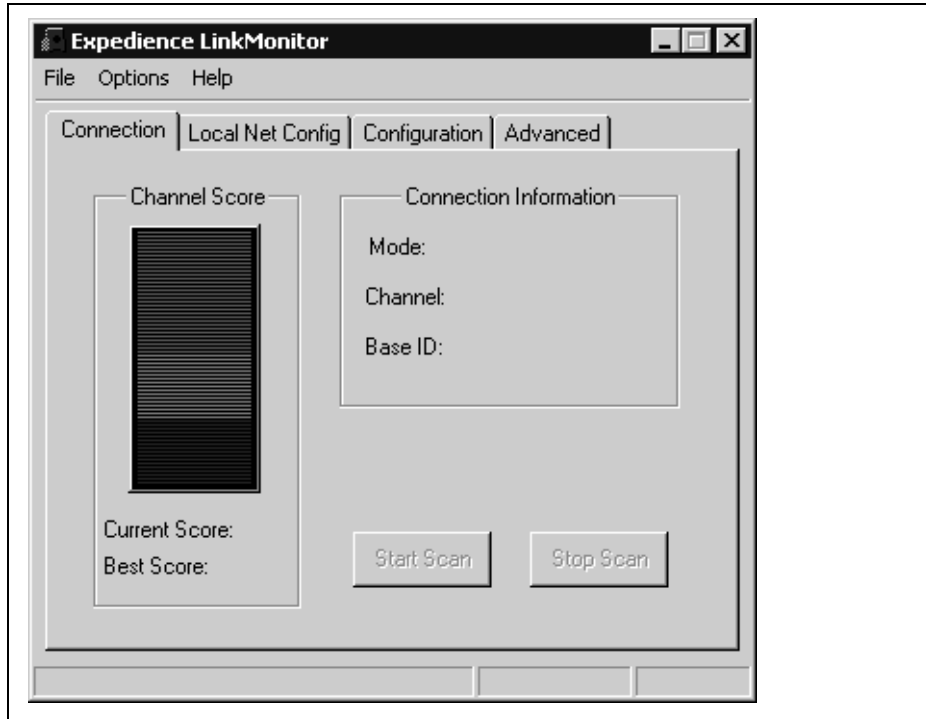 Expedience LinkMonitor
File Options Help
Connection Local Net Config Configuration Advanced
Channel Score
Current Score:
Best Score:
Connection Information
Mode:
Channel:
Base ID:
Start Scan Stop Scan